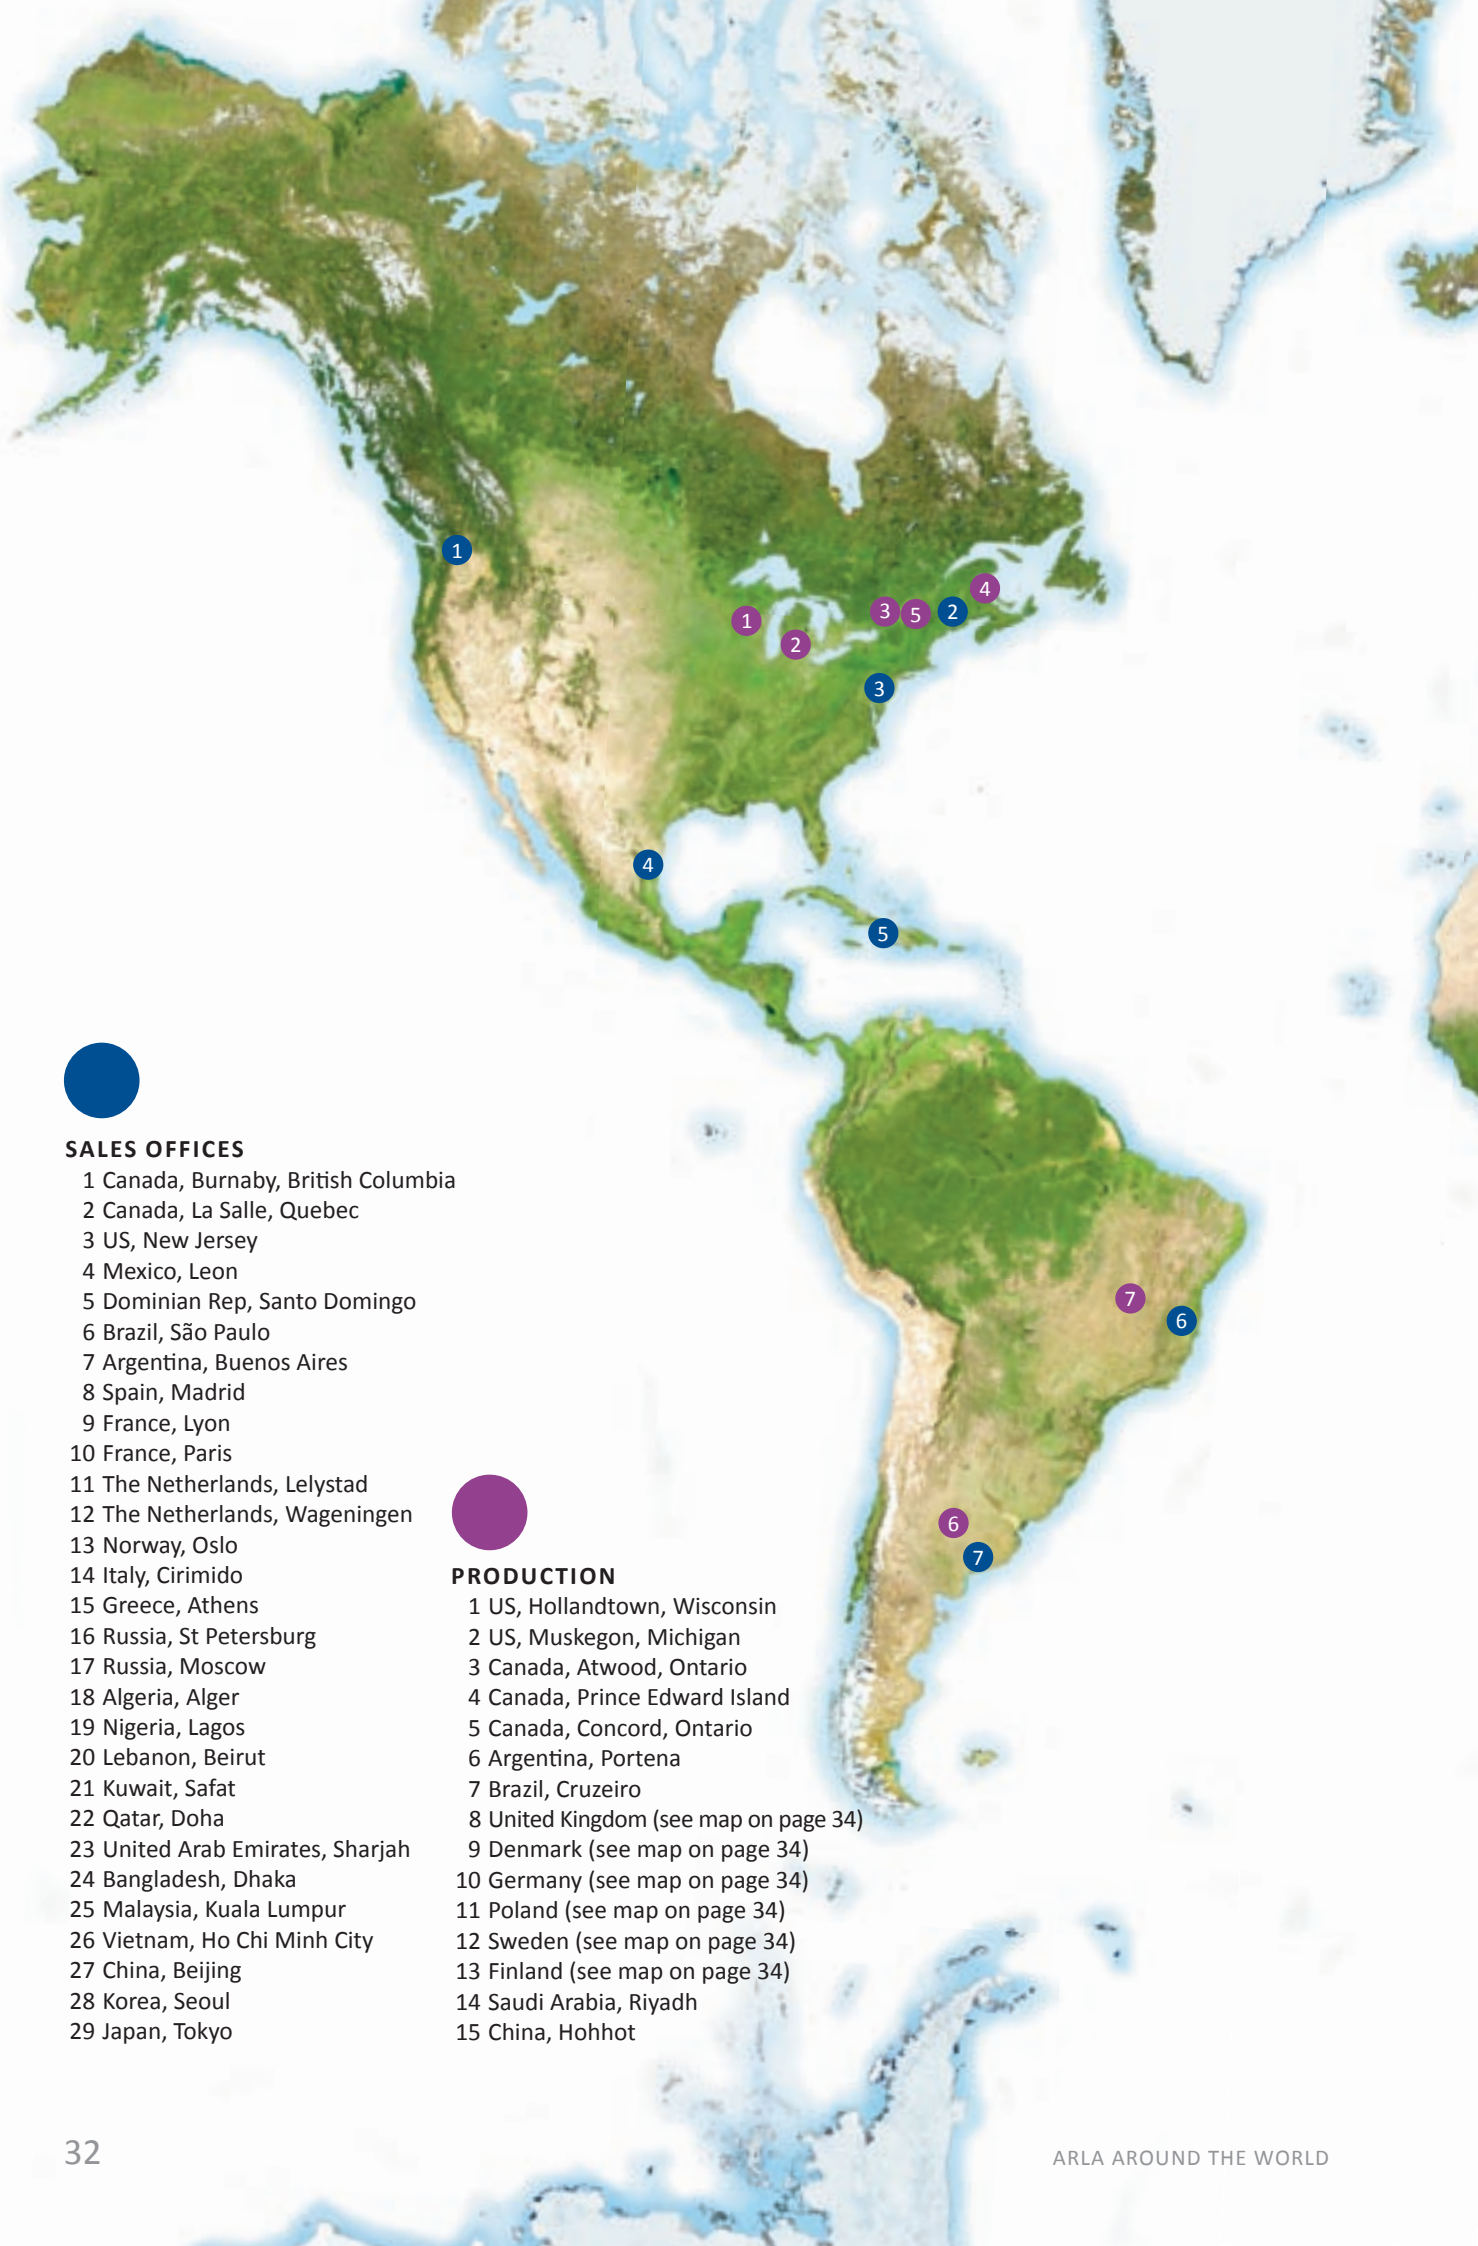 1
4
3
5
2
1
2
3
4
5
7
6
6
7
SALES OFFICES
1 Canada, Burnaby, British Columbia
2 Canada, La Salle, Quebec
3 US, New Jersey
4 Mexico, Leon
5 Dominian Rep, Santo Domingo
6 Brazil, São Paulo
7 Argentina, Buenos Aires
8 Spain, Madrid
9 France, Lyon
10 France, Paris
11 The Netherlands, Lelystad
12 The Netherlands, Wageningen
13 Norway, Oslo
14 Italy, Cirimido
15 Greece, Athens
16 Russia, St Petersburg
17 Russia, Moscow
18 Algeria, Alger
19 Nigeria, Lagos
20 Lebanon, Beirut
21 Kuwait, Safat
22 Qatar, Doha
23 United Arab Emirates, Sharjah
24 Bangladesh, Dhaka
25 Malaysia, Kuala Lumpur
26 Vietnam, Ho Chi Minh City
27 China, Beijing
28 Korea, Seoul
29 Japan, Tokyo
PRODUCTION
1 US, Hollandtown, Wisconsin
2 US, Muskegon, Michigan
3 Canada, Atwood, Ontario
4 Canada, Prince Edward Island
5 Canada, Concord, Ontario
6 Argentina, Portena
7 Brazil, Cruzeiro
8 United Kingdom (see map on page 34)
9 Denmark (see map on page 34)
10 Germany (see map on page 34)
11 Poland (see map on page 34)
12 Sweden (see map on page 34)
13 Finland (see map on page 34)
14 Saudi Arabia, Riyadh
15 China, Hohhot
32
ARLA AROUND THE WORLD